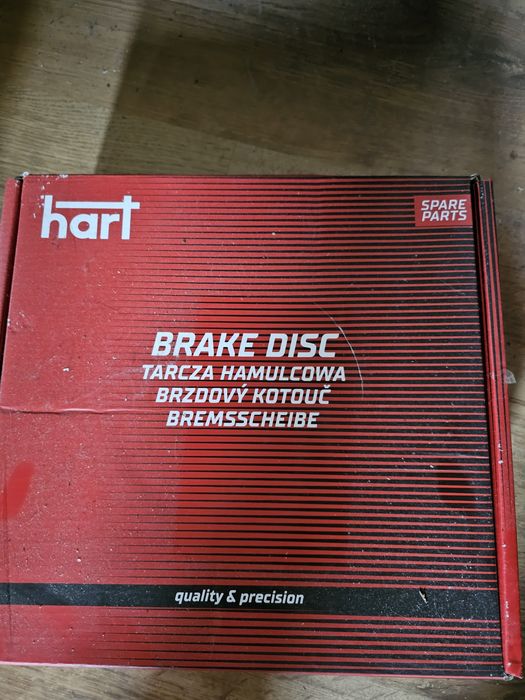 hart
SPARE
PARTS
BRAKE DISC
TARCZA HAMULCOWA
BRZDOVÝ KOTOUČ
BREMSSCHEIBE
quality & precision